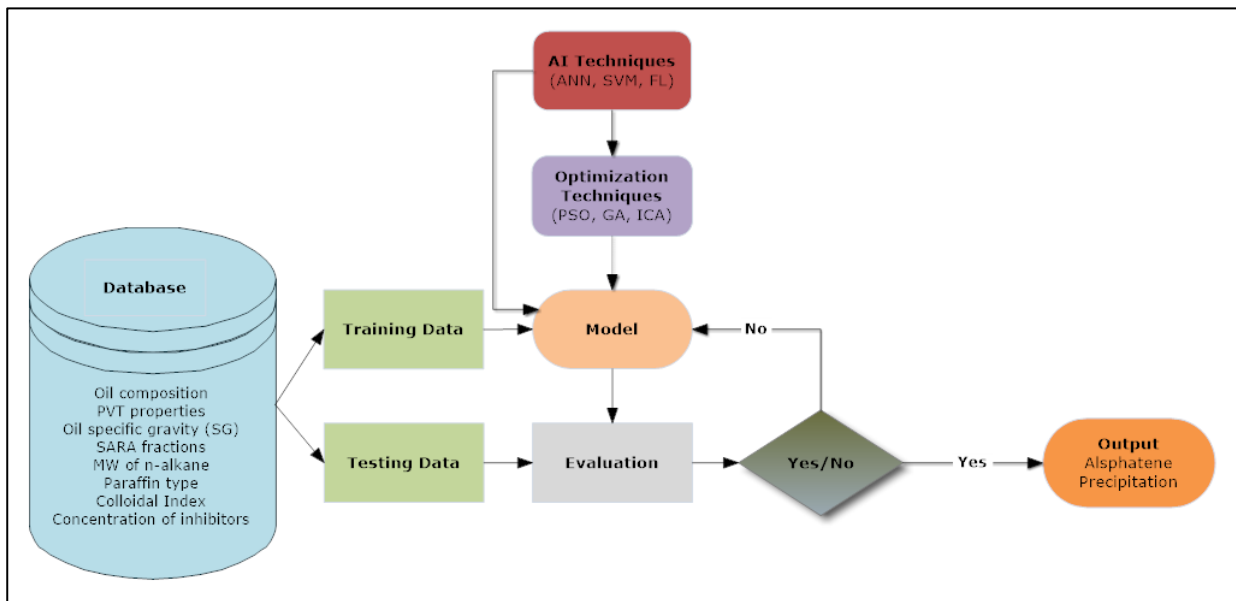 AI Techniques
(ANN, SVM, FL)
Optimization
Techniques
(PSO, GA, ICA)
Database
Training Data
Model
No
Oil composition
PVT properties
Oil specific gravity (SG)
SARA fractions
MW of n-alkane
Paraffin type
Colloidal Index
Concentration of inhibitors
Testing Data
Evaluation
Yes/No
Yes
Output
Alsphatene
Precipitation